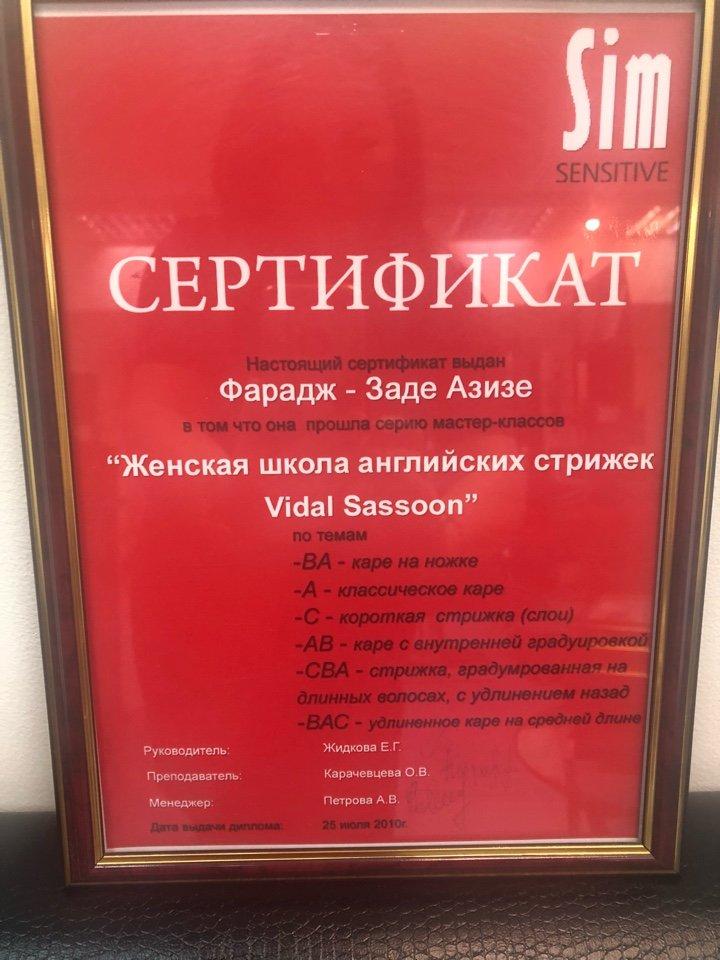 Sim
SENSITIVE
СЕРТИФИКАТ
Настоящий сертификат выдан
Фарадж - Заде Азизе
в том что она прошла серию мастер-классов
“Женская школа английских стрижек
Vidal Sassoon”
по темам
-ВА - каре на ножке
-А - классическое каре
-С - короткая стрижка (слои)
-АВ - каре с внутренней градуировкой
-СВА - стрижка, градумрованная на
длинных волосах, с удлинением назад
-ВАС - удлиненное каре на средней длине
Руководитель: Жидкова Е.Г.
Преподаватель: Карачевцева О.В.
Менеджер: Петрова А.В.
Дата выдачи диплома: 25 июля 2010г.